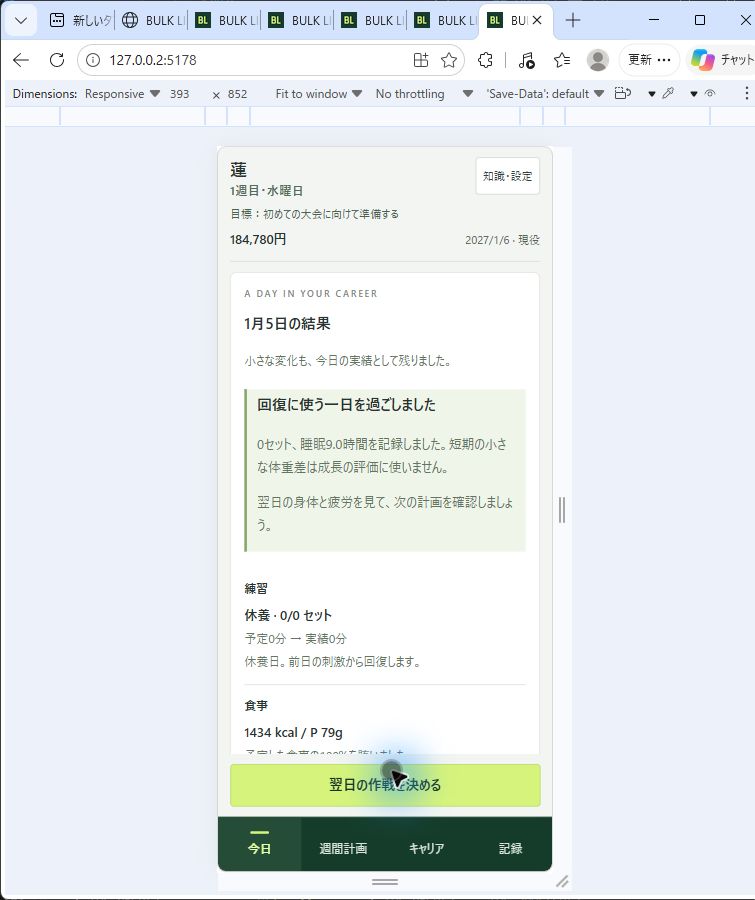 新しいタ
BULK LI
BL BULK LI
BL BULK LI
BL BULK LI
BL BULK LI
BL BU
127.0.0.2:5178
更新
チャット
Dimensions: Responsive 393 × 852 Fit to window No throttling 'Save-Data': default
蓮
知識・設定
1週目・水曜日
目標：初めての大会に向けて準備する
184,780円
2027/1/6・現役
A DAY IN YOUR CAREER
1月5日の結果
小さな変化も、今日の実績として残りました。
回復に使う一日を過ごしました
0セット、睡眠9.0時間を記録しました。短期の小さ
な体重差は成長の評価に使いません。
翌日の身体と疲労を見て、次の計画を確認しましょ
う。
練習
休養・0/0 セット
予定0分 → 実績0分
休養日。前日の刺激から回復します。
食事
1434 kcal / P 79g
翌日の作戦を決める
今日
週間計画
キャリア
記録